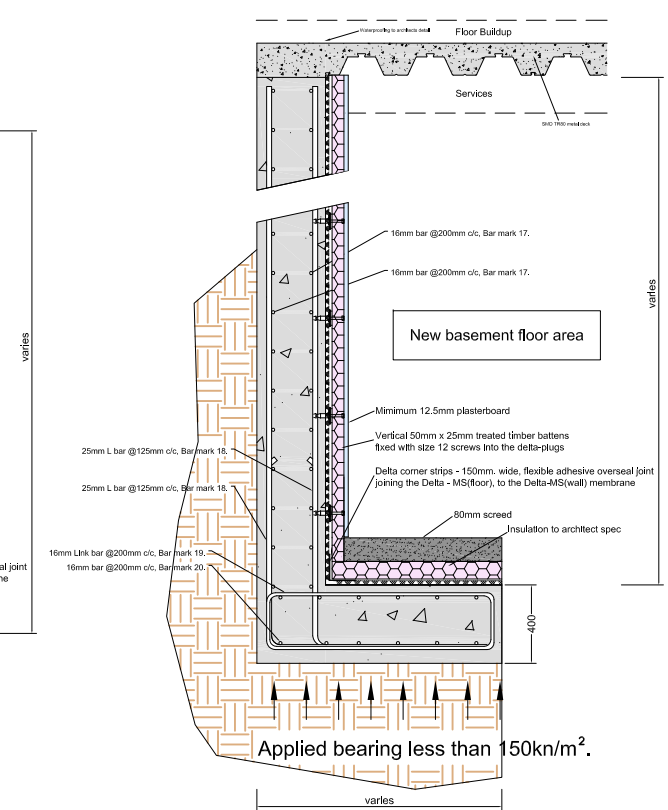 Waterproofing to architects detail
Floor Buildup
Services
SMD TR80 metal deck
varies
varies
16mm bar @200mm c/c, Bar mark 17.
16mm bar @200mm c/c, Bar mark 17.
New basement floor area
Minimum 12.5mm plasterboard
Vertical 50mm x 25mm treated timber battens
fixed with size 12 screws into the delta-plugs
25mm L bar @125mm c/c, Bar mark 18.
Delta corner strips - 150mm. wide, flexible adhesive overseal joint
joining the Delta - MS(floor), to the Delta-MS(wall) membrane
25mm L bar @125mm c/c, Bar mark 18.
80mm screed
Insulation to architect spec
16mm Link bar @200mm c/c, Bar mark 19.
16mm bar @200mm c/c, Bar mark 20.
al joint
ne
400
Applied bearing less than 150kn/m².
varies